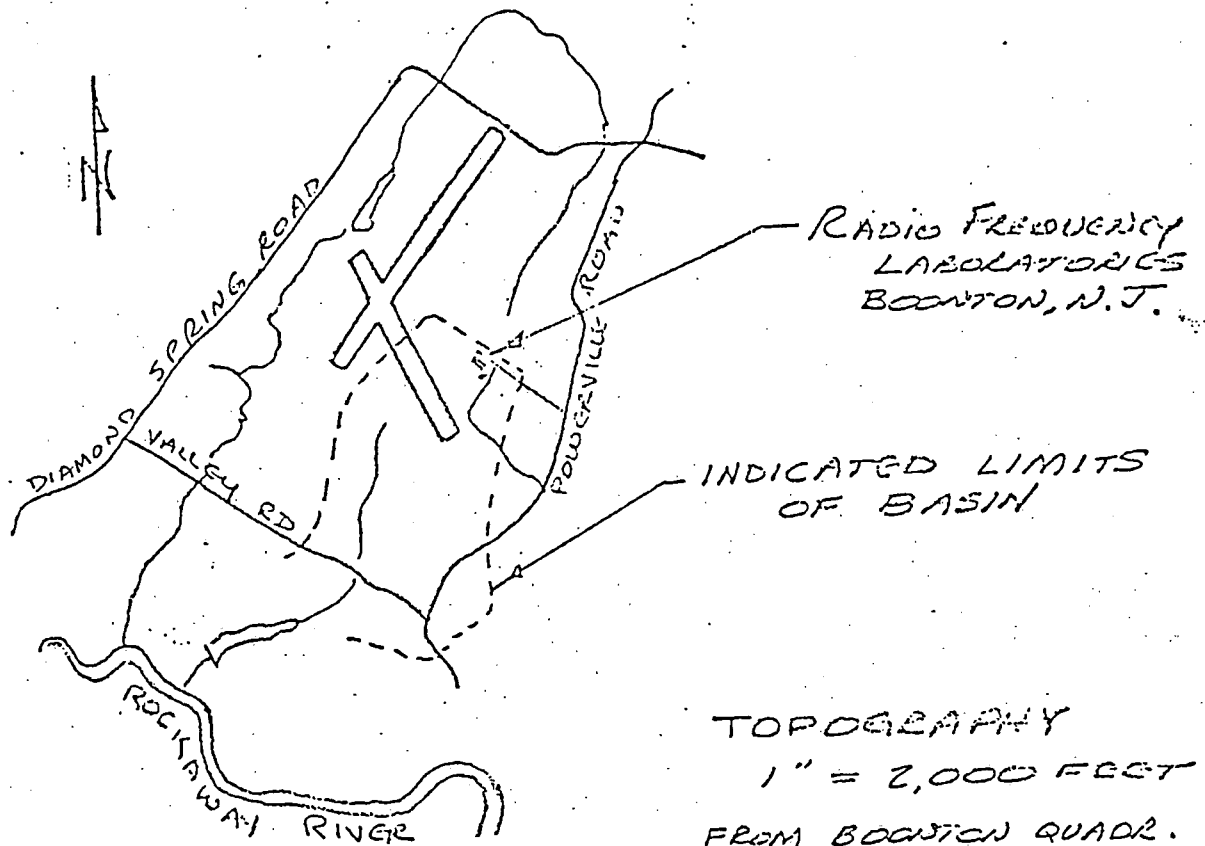 N
DIAMOND SPRING ROAD
VALLEY RD
POWERVILLE ROAD
RADIO FREQUENCY
LABORATORIES
BOONTON, N.J.
INDICATED LIMITS
OF BASIN
ROCKAWAY RIVER
TOPOGRAPHY
1" = 2,000 FEET
FROM BOONTON QUADR.